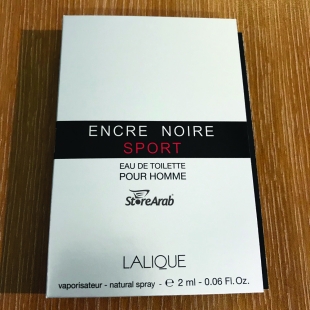 ENCRE NOIRE
SPORT
EAU DE TOILETTE
POUR HOMME
StoreArab
LALIQUE
vaporisateur - natural spray - ℮ 2 ml - 0.06 Fl.Oz.